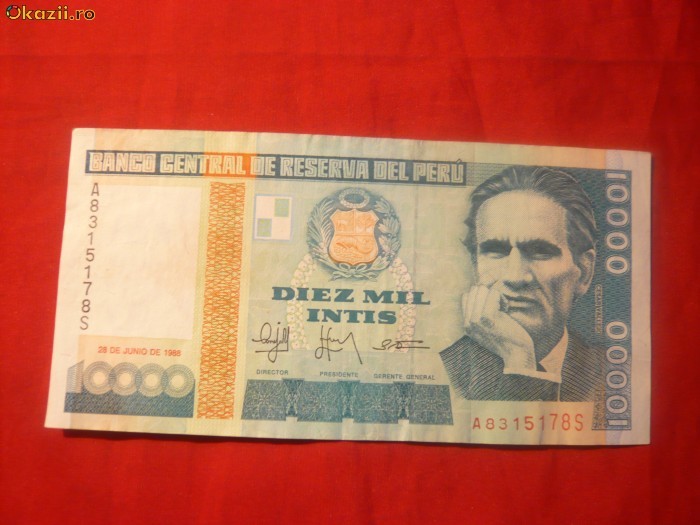 Okazii.ro
BANCO CENTRAL DE RESERVA DEL PERÚ
A8315178S
DIEZ MIL
INTIS
28 DE JUNIO DE 1988
DIRECTOR PRESIDENTE GERENTE GENERAL
10000
A8315178S
10000 10000